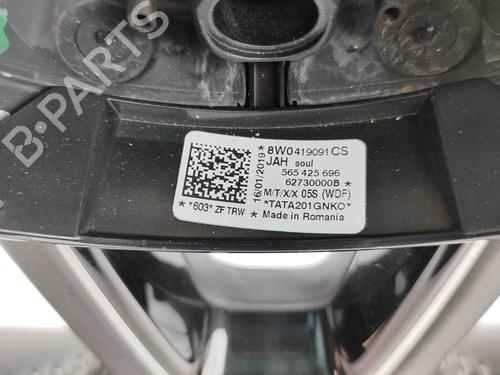 16/01/2019
*8W0419091CS
JAH soul
565 425 696
62730000B
M/T/X/X 05S (WDF)
*TATA201GNKO*
*603* ZF TRW
Made in Romania
B-PARTS